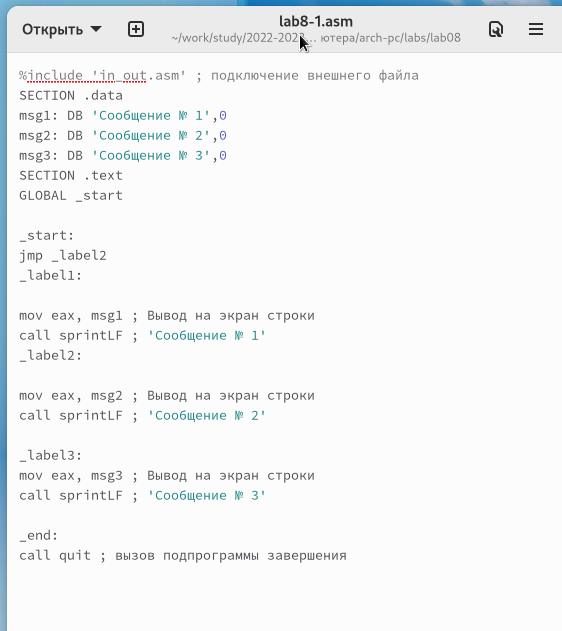 Открыть
lab8-1.asm
~/work/study/2022-202... ютера/arch-pc/labs/lab08
%include 'in_out.asm' ; подключение внешнего файла
SECTION .data
msg1: DB 'Сообщение № 1',0
msg2: DB 'Сообщение № 2',0
msg3: DB 'Сообщение № 3',0
SECTION .text
GLOBAL _start
_start:
jmp _label2
_label1:
mov eax, msg1 ; Вывод на экран строки
call sprintLF ; 'Сообщение № 1'
_label2:
mov eax, msg2 ; Вывод на экран строки
call sprintLF ; 'Сообщение № 2'
_label3:
mov eax, msg3 ; Вывод на экран строки
call sprintLF ; 'Сообщение № 3'
_end:
call quit ; вызов подпрограммы завершения